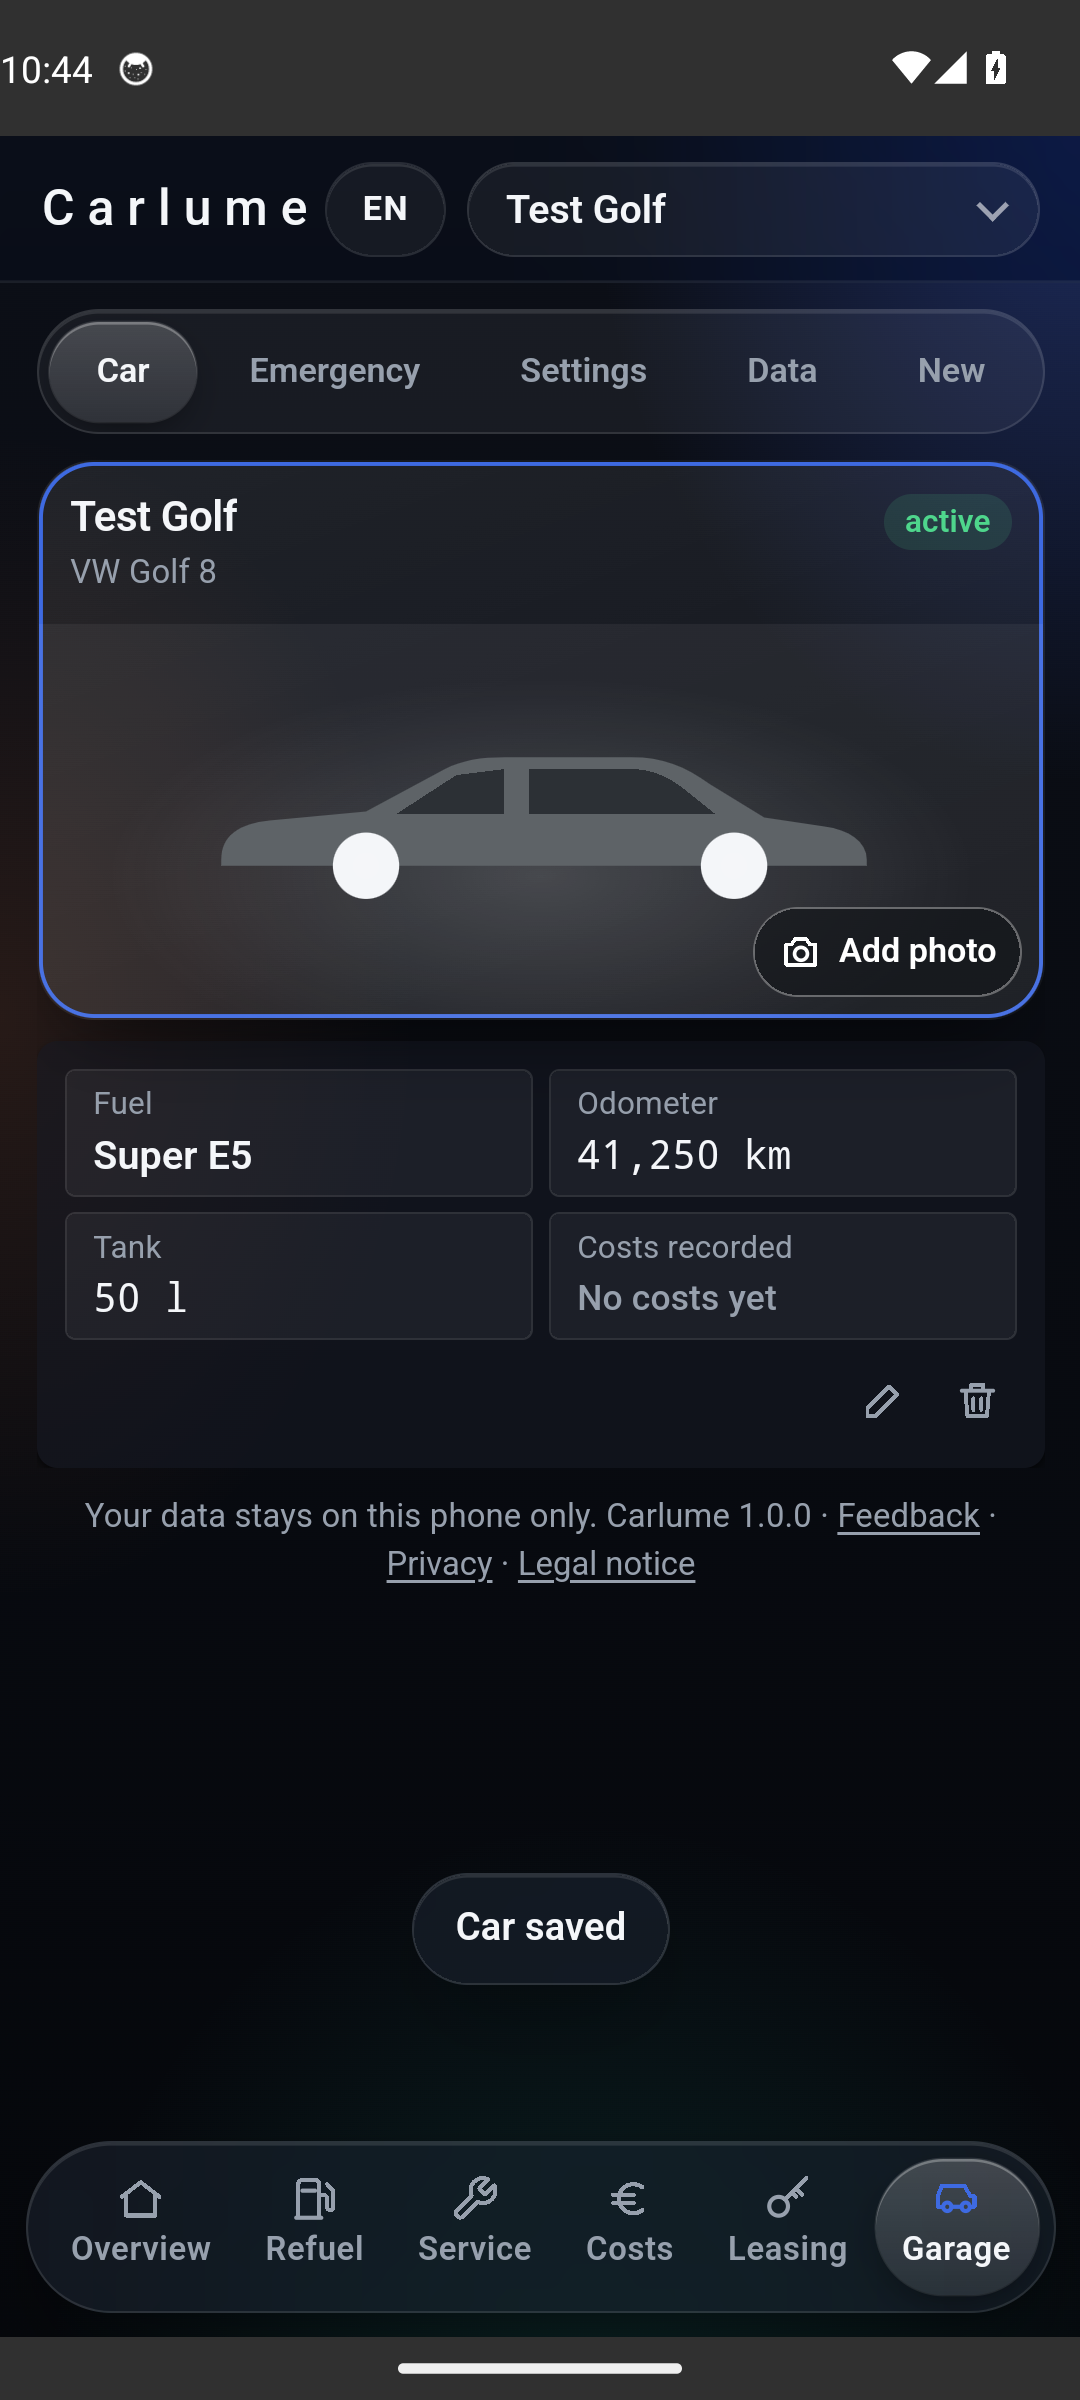 10:44
Carlume
EN
Test Golf
Car
Emergency
Settings
Data
New
Test Golf
active
VW Golf 8
Add photo
Fuel
Super E5
Odometer
41,250 km
Tank
50 l
Costs recorded
No costs yet
Your data stays on this phone only. Carlume 1.0.0 · Feedback ·
Privacy · Legal notice
Car saved
Overview
Refuel
Service
Costs
Leasing
Garage